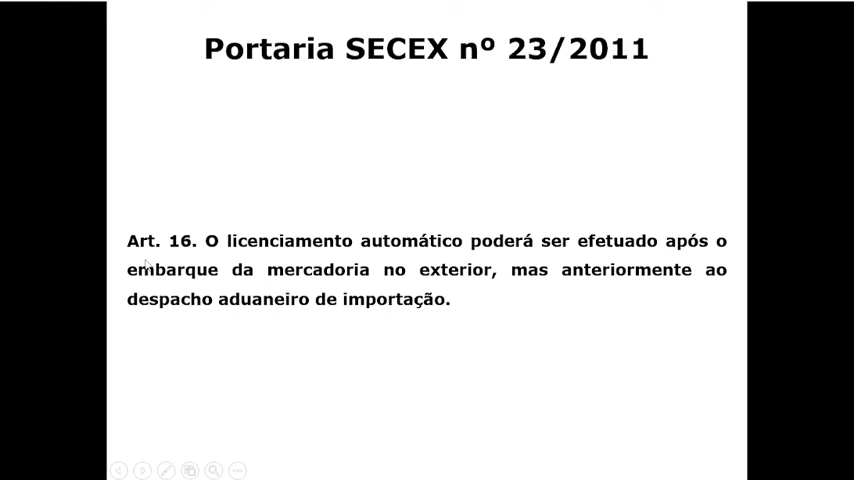 Portaria SECEX nº 23/2011
Art. 16. O licenciamento automático poderá ser efetuado após o
embarque da mercadoria no exterior, mas anteriormente ao
despacho aduaneiro de importação.